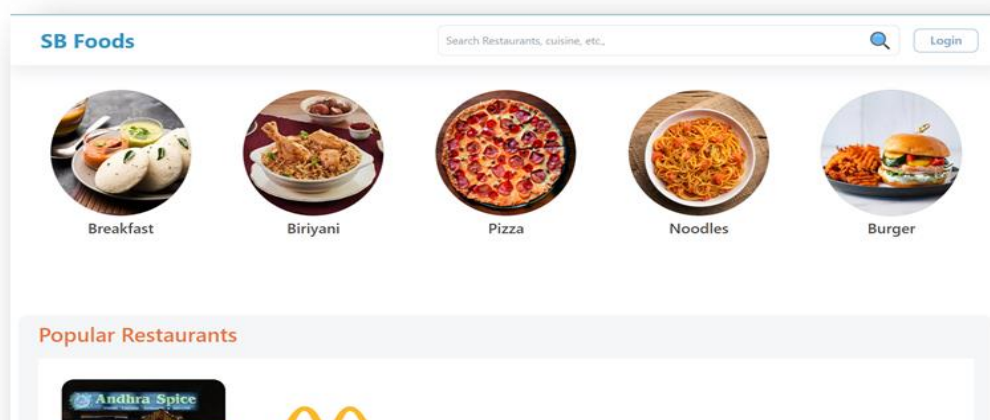 SB Foods
Search Restaurants, cuisine, etc.,
Login
Breakfast
Biriyani
Pizza
Noodles
Burger
Popular Restaurants
Andhra Spice